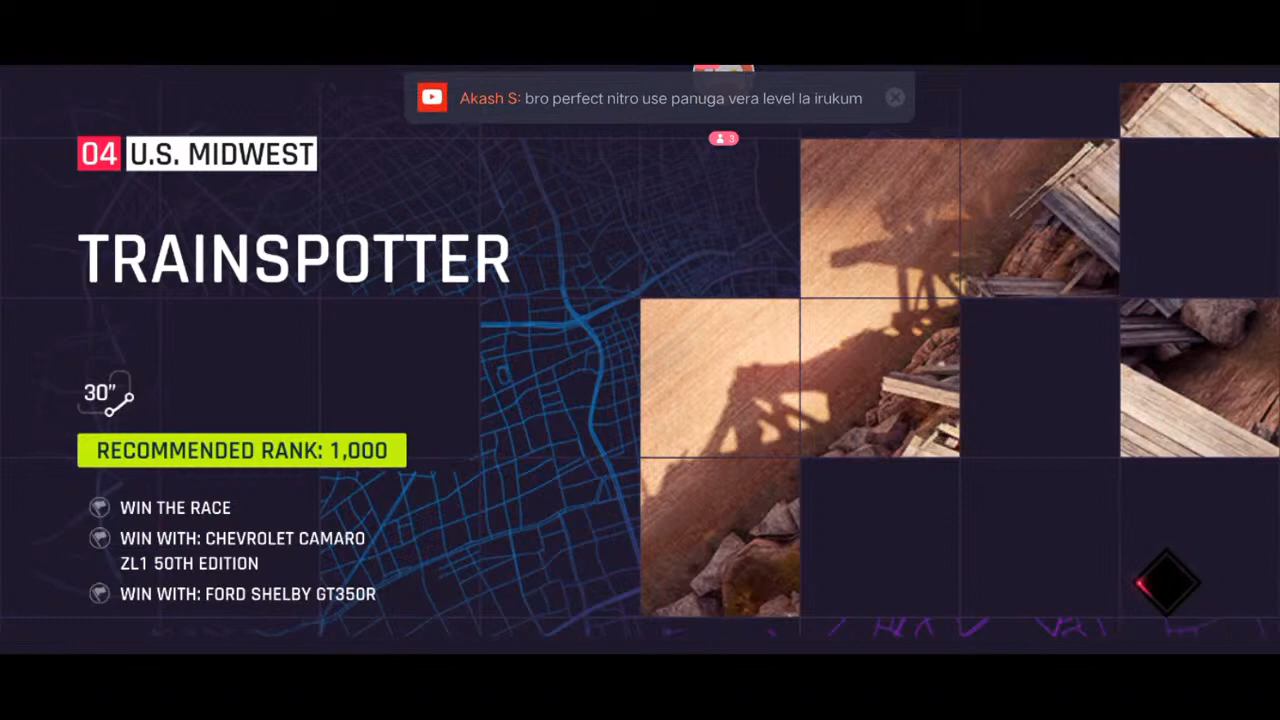 Akash S: bro perfect nitro use panuga vera level la irukum
3
04 U.S. MIDWEST
TRAINSPOTTER
30”
RECOMMENDED RANK: 1,000
WIN THE RACE
WIN WITH: CHEVROLET CAMARO
ZL1 50TH EDITION
WIN WITH: FORD SHELBY GT350R